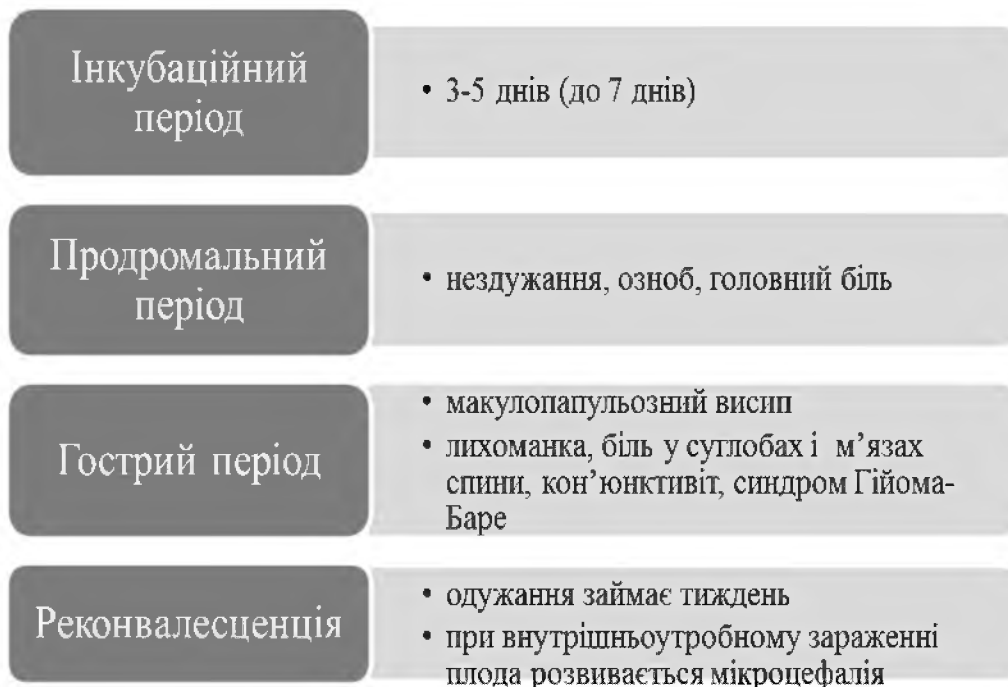 Інкубаційний
період
• 3-5 днів (до 7 днів)
Продромальний
період
• нездужання, озноб, головний біль
Гострий період
• макулопапульозний висип
• лихоманка, біль у суглобах і м’язах
спини, кон’юнктивіт, синдром Гійома-
Баре
Реконвалесценція
• одужання займає тиждень
• при внутрішньоутробному зараженні
плода розвивається мікроцефалія